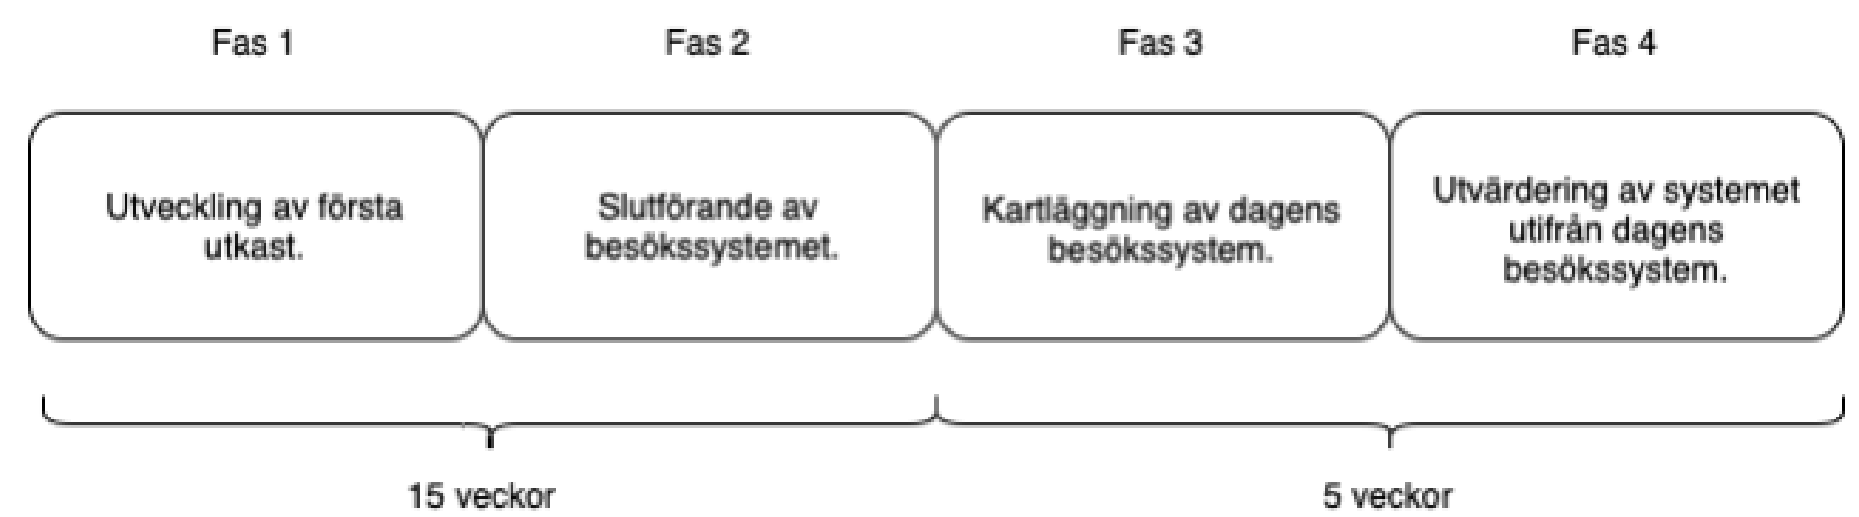 Fas 1
Fas 2
Fas 3
Fas 4
Utveckling av första
utkast.
Slutförande av
besökssystemet.
Kartläggning av dagens
besökssystem.
Utvärdering av systemet
utifrån dagens
besökssystem.
15 veckor
5 veckor